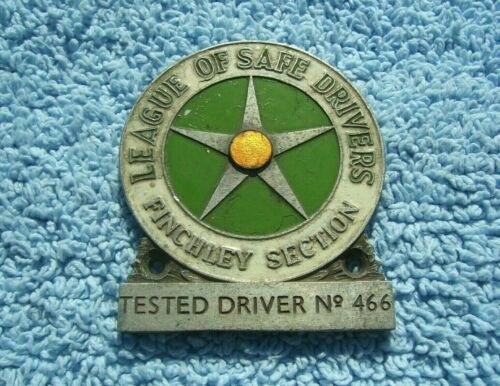 LEAGUE OF SAFE DRIVERS
FINCHLEY SECTION
TESTED DRIVER Nº 466